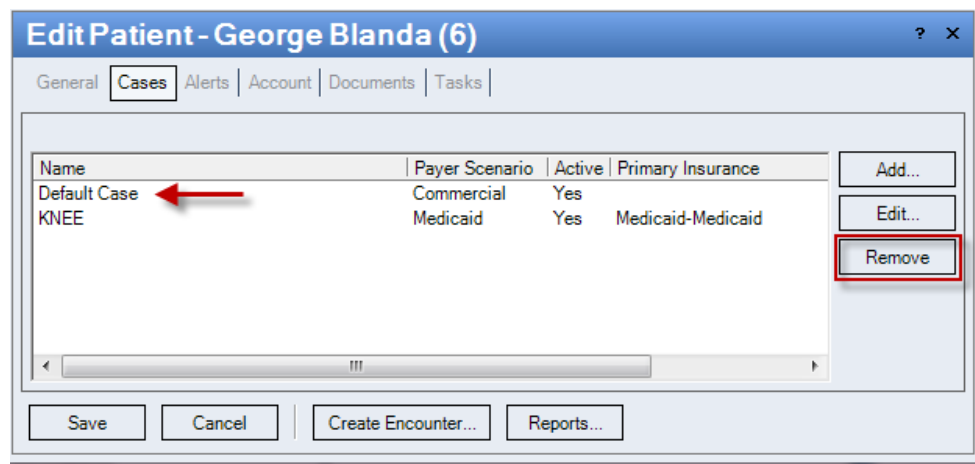 Edit Patient - George Blanda (6) ? X
General Cases Alerts Account Documents Tasks
Name Payer Scenario Active Primary Insurance
Default Case Commercial Yes
KNEE Medicaid Yes Medicaid-Medicaid
Add...
Edit...
Remove
Save Cancel Create Encounter... Reports...